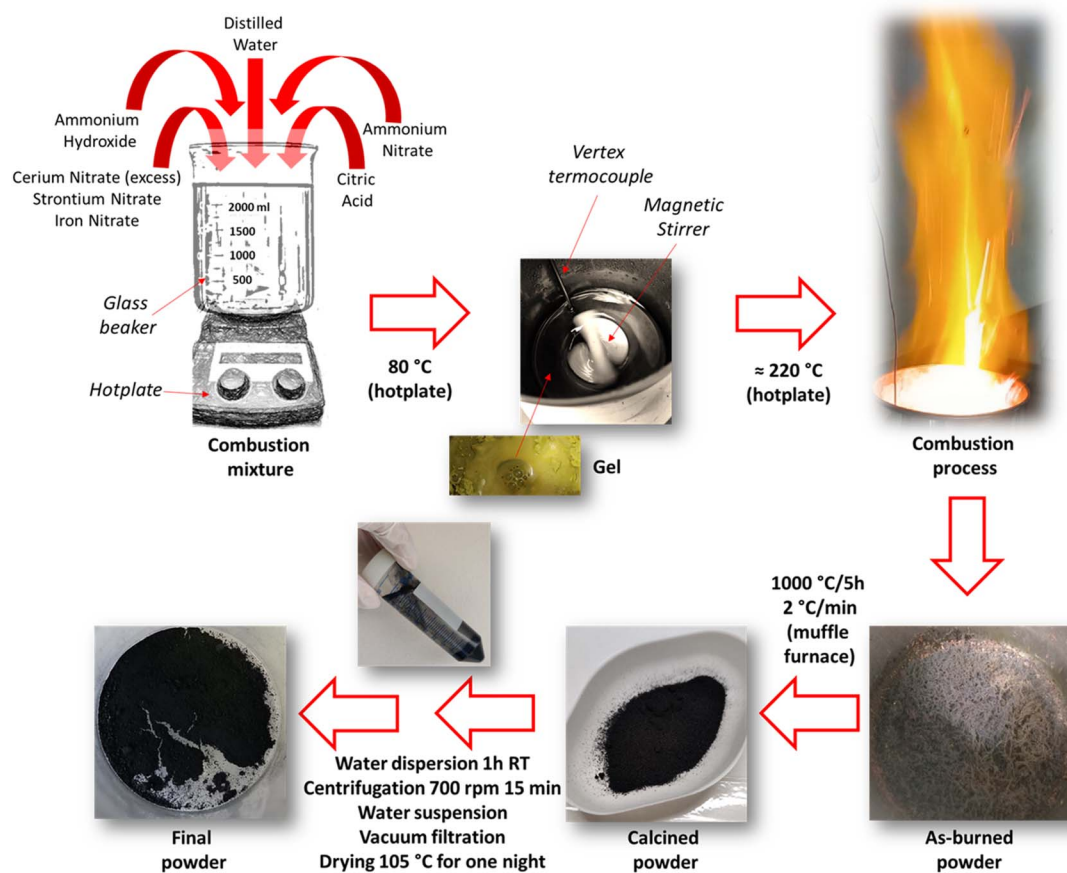 Distilled
Water
Ammonium
Hydroxide
Ammonium
Nitrate
Cerium Nitrate (excess)
Strontium Nitrate
Iron Nitrate
Citric
Acid
2000 ml
1500
1000
500
Glass
beaker
Hotplate
Combustion
mixture
80 °C
(hotplate)
Vertex
termocouple
Magnetic
Stirrer
Gel
≈ 220 °C
(hotplate)
Combustion
process
1000 °C/5h
2 °C/min
(muffle
furnace)
As-burned
powder
Calcined
powder
Water dispersion 1h RT
Centrifugation 700 rpm 15 min
Water suspension
Vacuum filtration
Drying 105 °C for one night
Final
powder